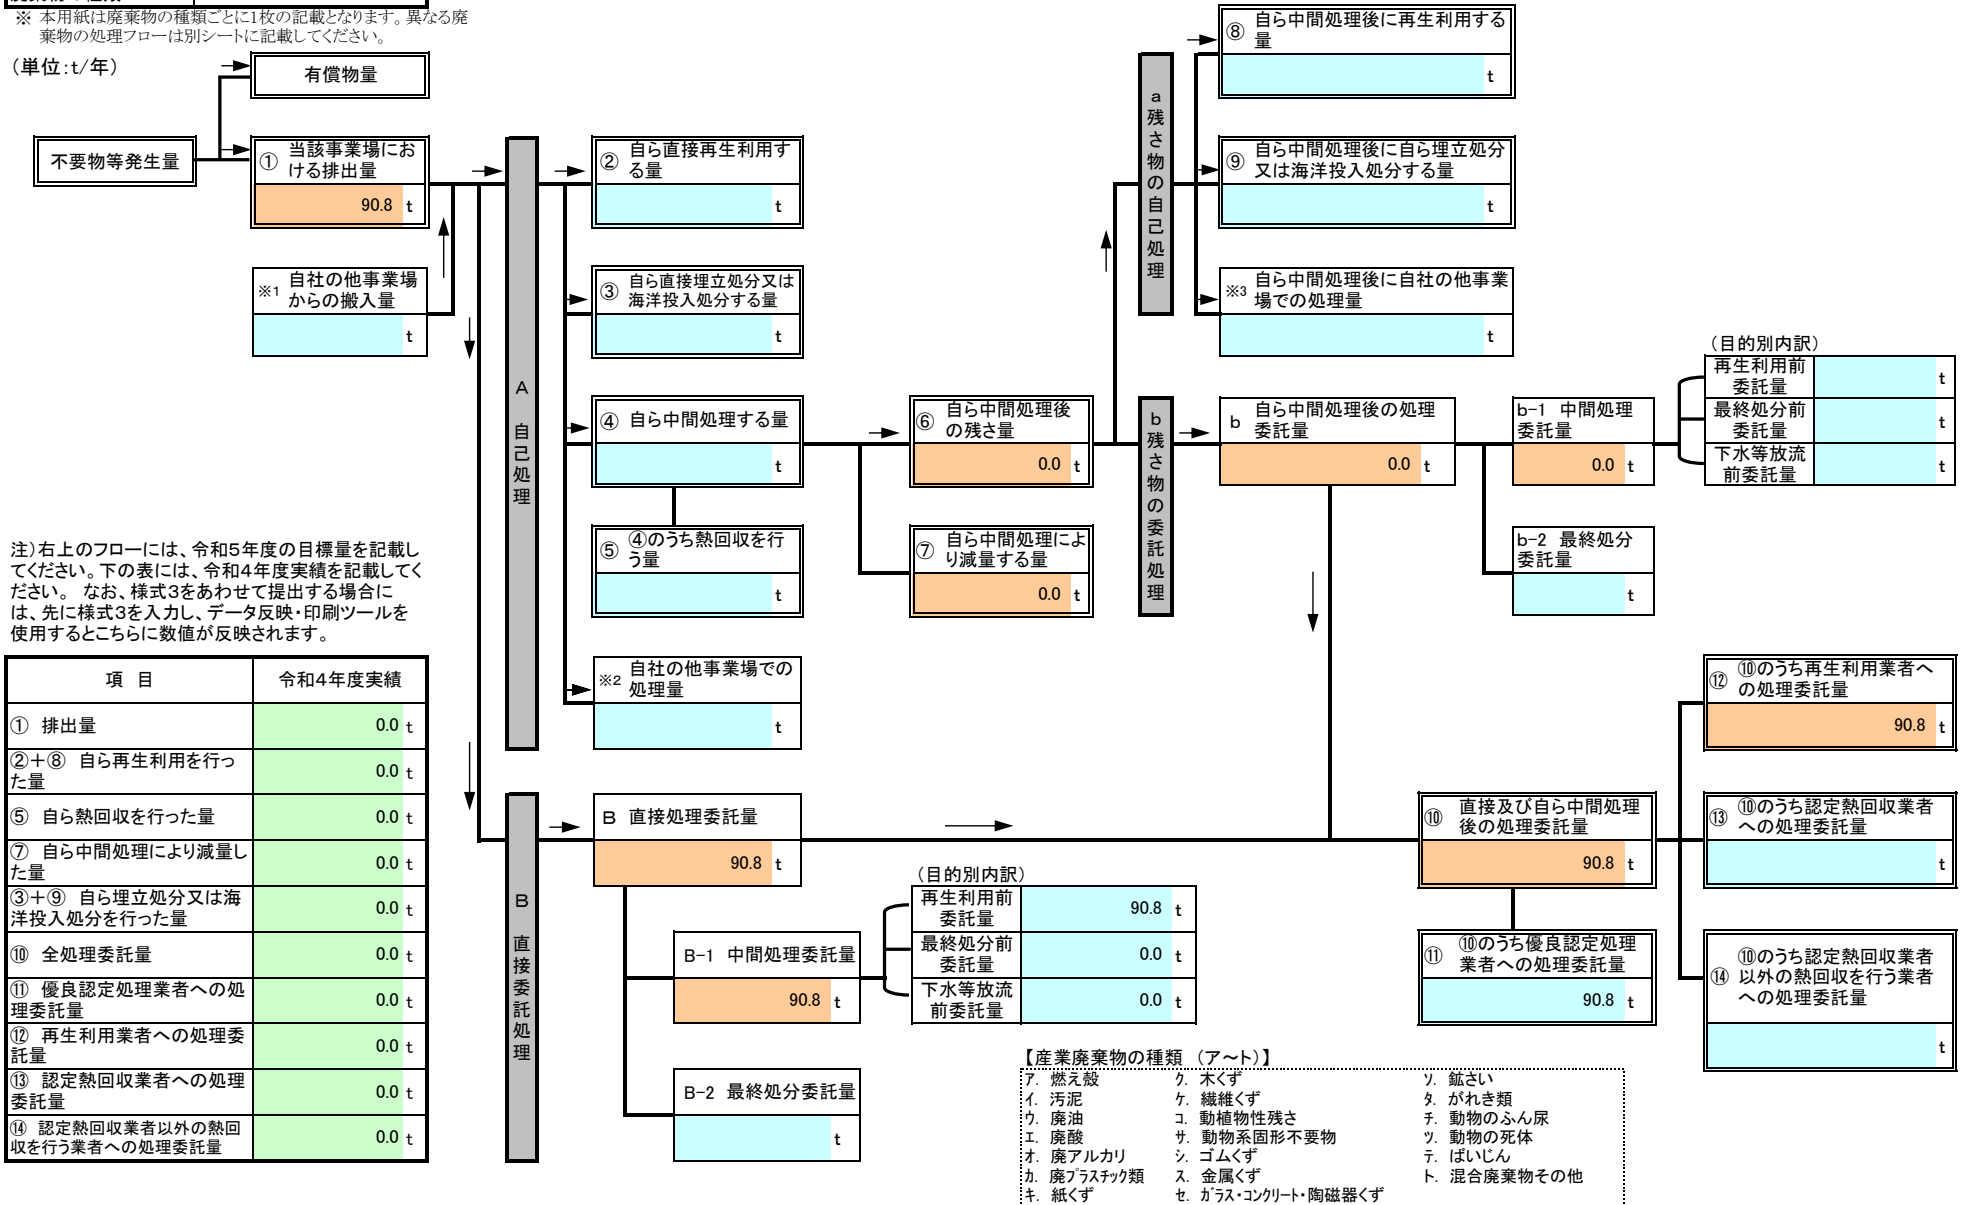 ※ 本用紙は廃棄物の種類ごとに1枚の記載となります。異なる廃
棄物の処理フローは別シートに記載してください。
（単位:t/年）
有償物量
不要物等発生量
① 当該事業場にお
ける排出量
90.8 t
※1 自社の他事業場
からの搬入量
t
A 自己処理
② 自ら直接再生利用す
る量
t
③ 自ら直接埋立処分又は
海洋投入処分する量
t
④ 自ら中間処理する量
t
⑤ ④のうち熱回収を行
う量
t
※2 自社の他事業場での
処理量
t
⑥ 自ら中間処理後
の残さ量
0.0 t
⑦ 自ら中間処理によ
り減量する量
0.0 t
a残さ物の自己処理
⑧ 自ら中間処理後に再生利用する
量
t
⑨ 自ら中間処理後に自ら埋立処分
又は海洋投入処分する量
t
※3 自ら中間処理後に自社の他事業
場での処理量
t
b残さ物の委託処理
b 自ら中間処理後の処理
委託量
0.0 t
b-1 中間処理
委託量
0.0 t
（目的別内訳）
再生利用前
委託量
t
最終処分前
委託量
t
下水等放流
前委託量
t
b-2 最終処分
委託量
t
注）右上のフローには、令和5年度の目標量を記載し
てください。下の表には、令和4年度実績を記載してく
ださい。 なお、様式3をあわせて提出する場合に
は、先に様式3を入力し、データ反映・印刷ツールを
使用するとこちらに数値が反映されます。
項 目 令和4年度実績
① 排出量 0.0 t
②＋⑧ 自ら再生利用を行っ
た量 0.0 t
⑤ 自ら熱回収を行った量 0.0 t
⑦ 自ら中間処理により減量し
た量 0.0 t
③＋⑨ 自ら埋立処分又は海
洋投入処分を行った量 0.0 t
⑩ 全処理委託量 0.0 t
⑪ 優良認定処理業者への処
理委託量 0.0 t
⑫ 再生利用業者への処理委
託量 0.0 t
⑬ 認定熱回収業者への処理
委託量 0.0 t
⑭ 認定熱回収業者以外の熱回
収を行う業者への処理委託量 0.0 t
B 直接委託処理
B 直接処理委託量
90.8 t
B-1 中間処理委託量
90.8 t
（目的別内訳）
再生利用前
委託量
90.8 t
最終処分前
委託量
0.0 t
下水等放流
前委託量
0.0 t
B-2 最終処分委託量
t
⑩ 直接及び自ら中間処理
後の処理委託量
90.8 t
⑪ ⑩のうち優良認定処理
業者への処理委託量
90.8 t
⑫ ⑩のうち再生利用業者へ
の処理委託量
90.8 t
⑬ ⑩のうち認定熱回収業者
への処理委託量
t
⑭ ⑩のうち認定熱回収業者
以外の熱回収を行う業者
への処理委託量
t
【産業廃棄物の種類 （ア～ト）】
ア. 燃え殻 ク. 木くず ソ. 鉱さい
イ. 汚泥 ケ. 繊維くず タ. がれき類
ウ. 廃油 コ. 動植物性残さ チ. 動物のふん尿
エ. 廃酸 サ. 動物系固形不要物 ツ. 動物の死体
オ. 廃アルカリ シ. ゴムくず テ. ばいじん
カ. 廃プラスチック類 ス. 金属くず ト. 混合廃棄物その他
キ. 紙くず セ. ガラス・コンクリート・陶磁器くず